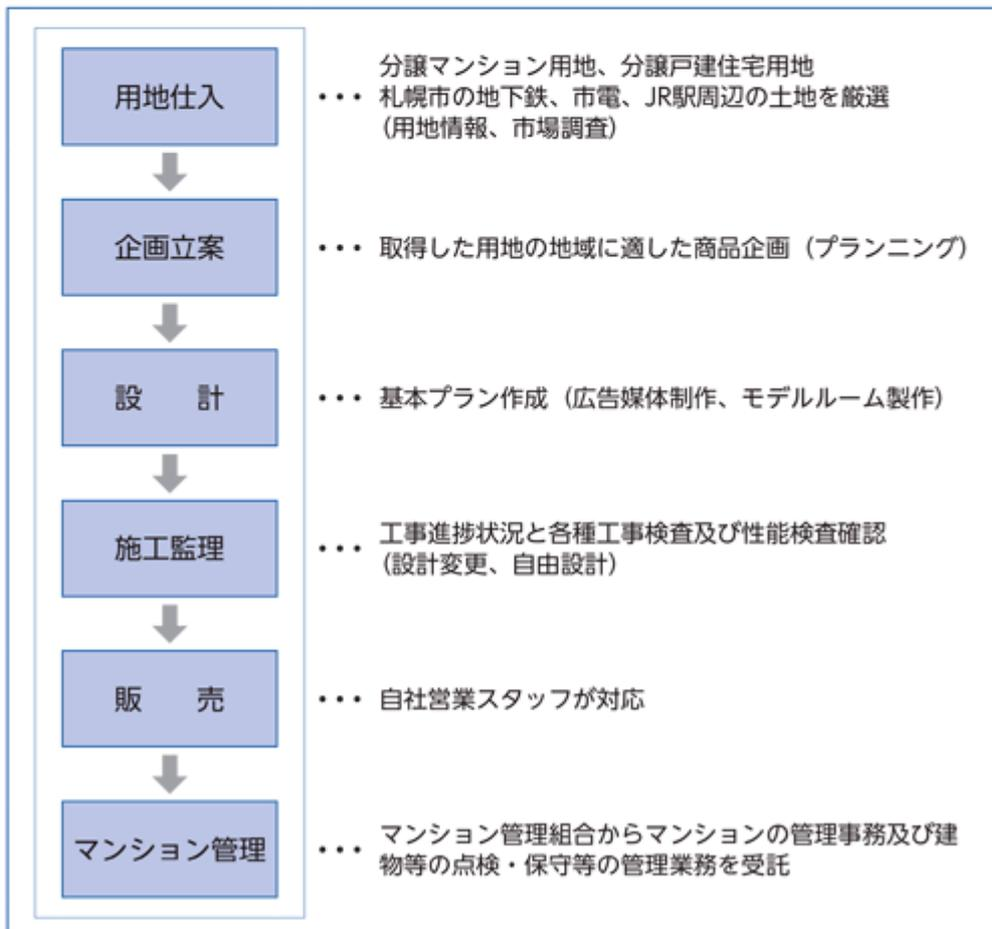 用地仕入
・・・
分譲マンション用地、分譲戸建住宅用地
札幌市の地下鉄、市電、JR駅周辺の土地を厳選
(用地情報、市場調査)
企画立案
・・・ 取得した用地の地域に適した商品企画(プランニング)
設　計
・・・ 基本プラン作成(広告媒体制作、モデルルーム製作)
施工監理
・・・
工事進捗状況と各種工事検査及び性能検査確認
(設計変更、自由設計)
販　売
・・・ 自社営業スタッフが対応
マンション管理
・・・
マンション管理組合からマンションの管理事務及び建
物等の点検・保守等の管理業務を受託